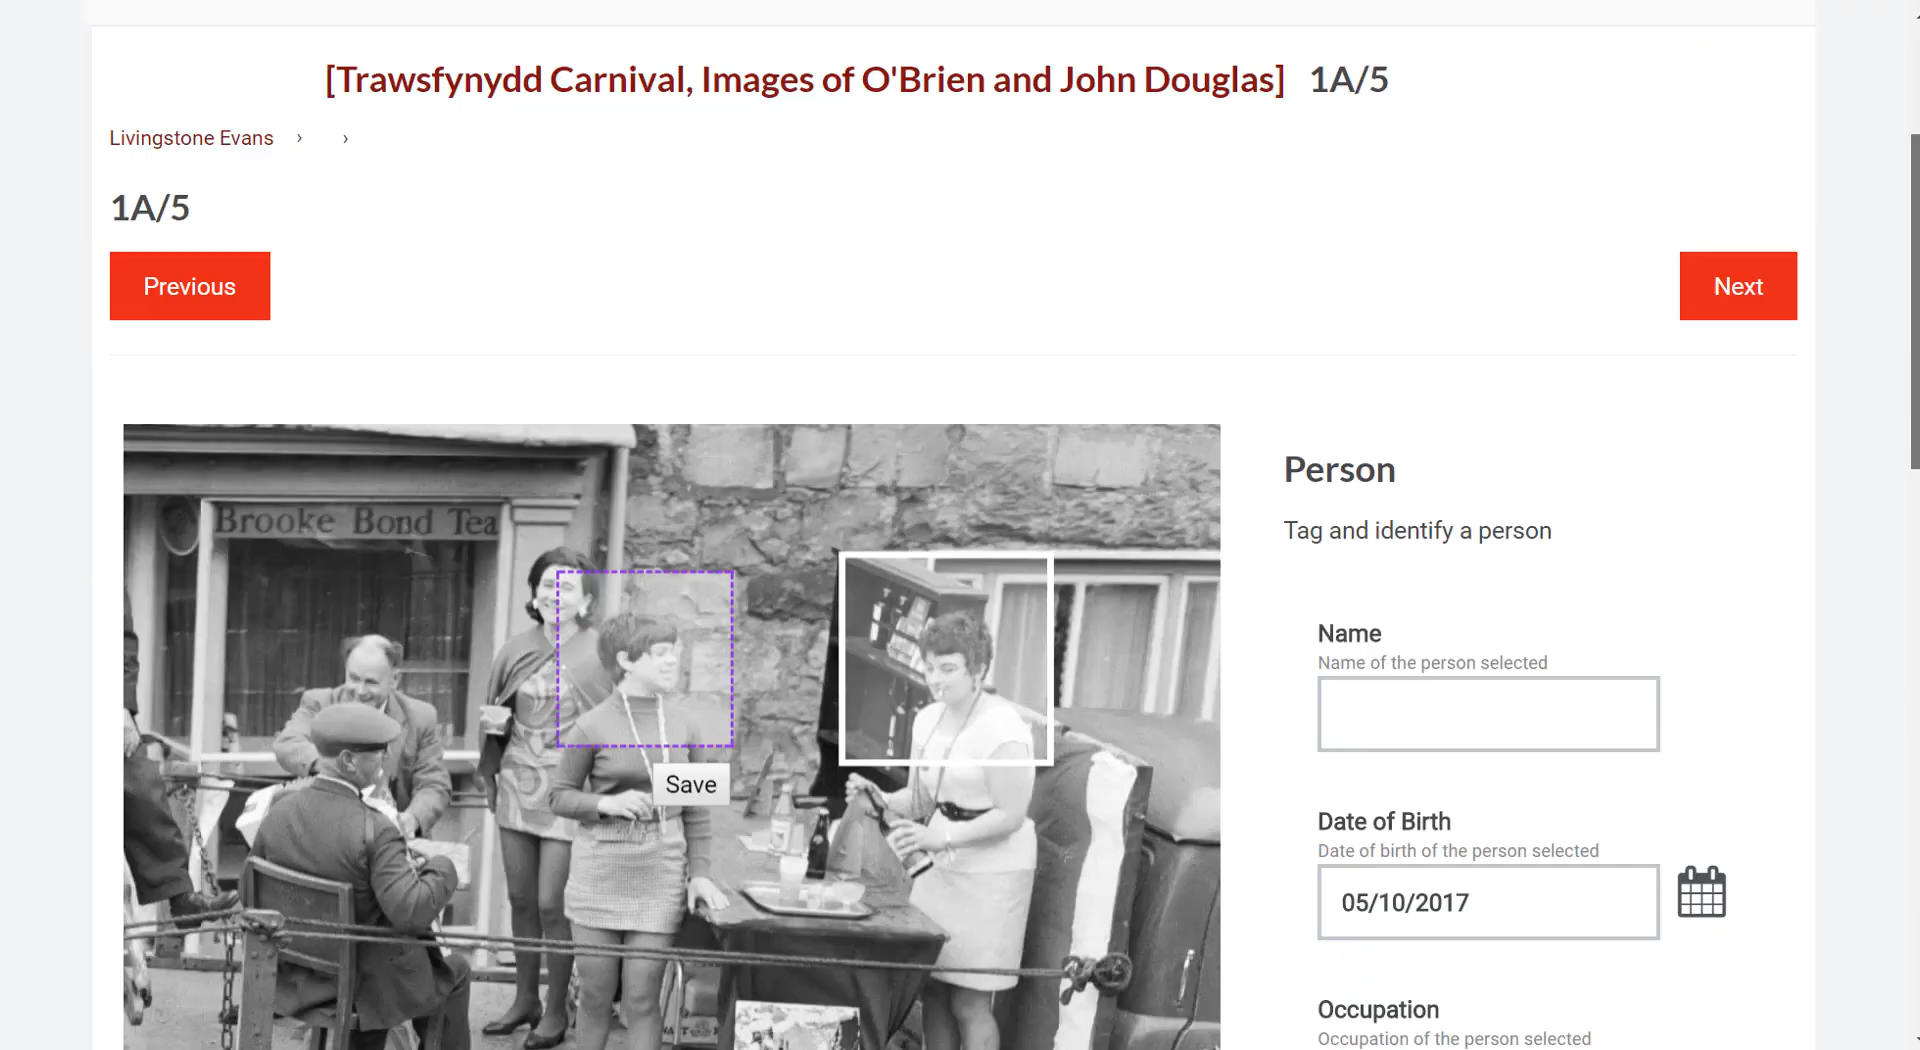 [Trawsfynydd Carnival, Images of O'Brien and John Douglas] 1A/5
Livingstone Evans › ›
1A/5
Previous
Next
Brooke Bond Tea
Save
Person
Tag and identify a person
Name
Name of the person selected
Date of Birth
Date of birth of the person selected
05/10/2017
Occupation
Occupation of the person selected